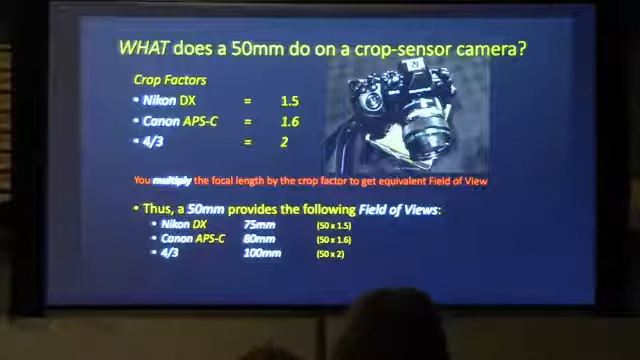 WHAT does a 50mm do on a crop-sensor camera?
Crop Factors
• Nikon DX = 1.5
• Canon APS-C = 1.6
• 4/3 = 2
You multiply the focal length by the crop factor to get equivalent Field of View
• Thus, a 50mm provides the following Field of Views:
• Nikon DX 75mm (50 x 1.5)
• Canon APS-C 80mm (50 x 1.6)
• 4/3 100mm (50 x 2)